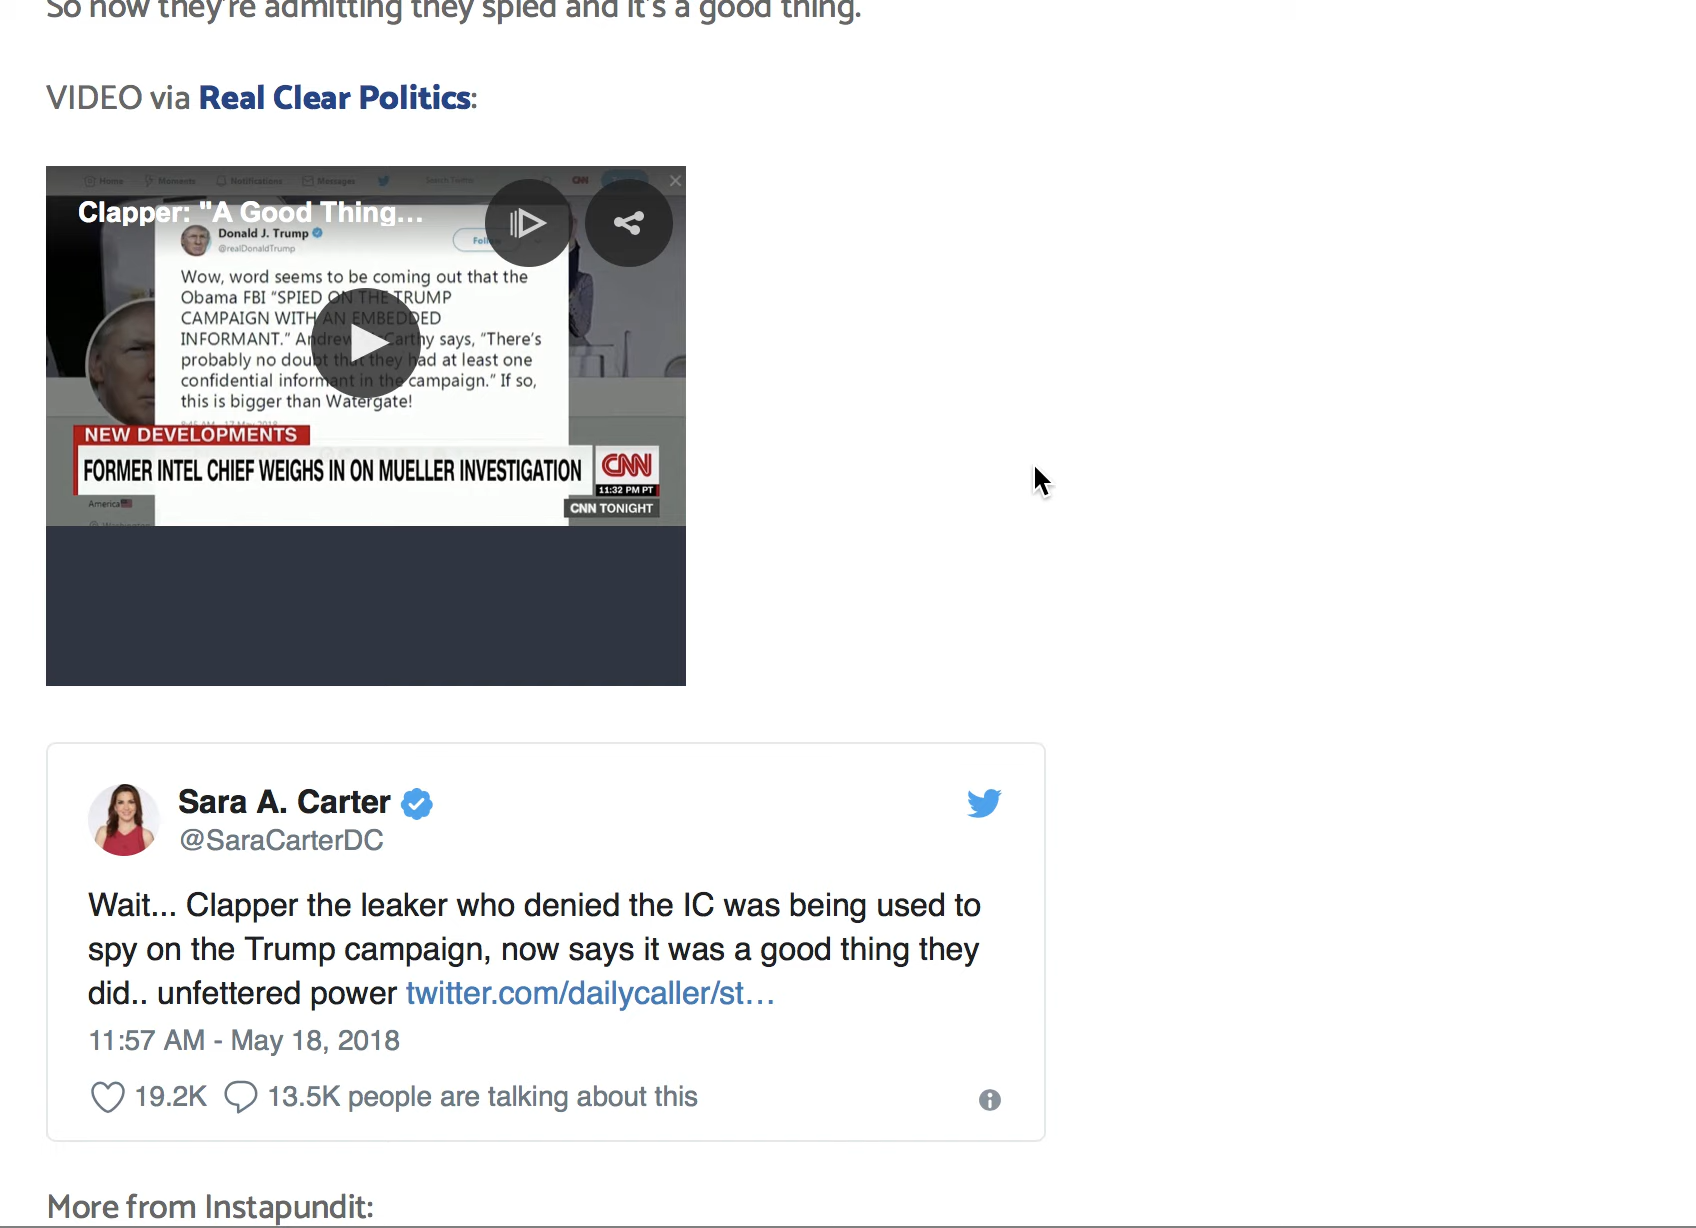 So now they're admitting they spied and it's a good thing.
VIDEO via Real Clear Politics:
Home Moments Notifications Messages Search Twitter CNN
Clapper: "A Good Thing...
Donald J. Trump
@realDonaldTrump
Wow, word seems to be coming out that the
Obama FBI “SPIED ON THE TRUMP
CAMPAIGN WITH AN EMBEDDED
INFORMANT.” Andrew Carthy says, “There’s
probably no doubt that they had at least one
confidential informant in the campaign.” If so,
this is bigger than Watergate!
NEW DEVELOPMENTS
FORMER INTEL CHIEF WEIGHS IN ON MUELLER INVESTIGATION
CNN
11:32 PM PT
America
CNN TONIGHT
Sara A. Carter
@SaraCarterDC
Wait... Clapper the leaker who denied the IC was being used to
spy on the Trump campaign, now says it was a good thing they
did.. unfettered power twitter.com/dailycaller/st...
11:57 AM - May 18, 2018
19.2K 13.5K people are talking about this
More from Instapundit: